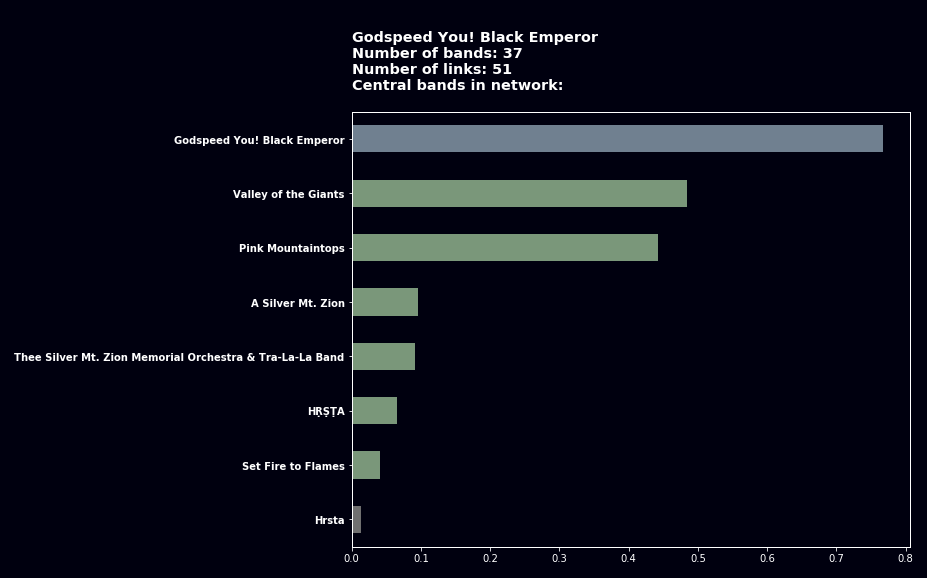 Godspeed You! Black Emperor
Number of bands: 37
Number of links: 51
Central bands in network:
Godspeed You! Black Emperor
Valley of the Giants
Pink Mountaintops
A Silver Mt. Zion
Thee Silver Mt. Zion Memorial Orchestra & Tra-La-La Band
HṚṢṬA
Set Fire to Flames
Hrsta
0.0 0.1 0.2 0.3 0.4 0.5 0.6 0.7 0.8